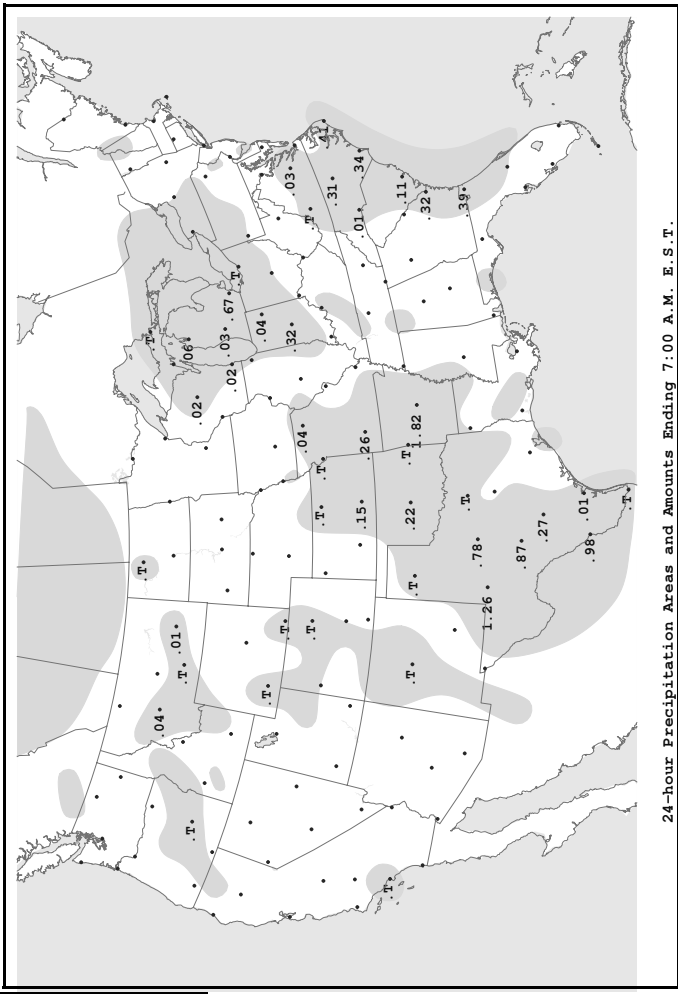 T
T
.04
.01
T
.06
T
.02
.03
.67
.02
T
.04
T
T
.03
.32
.04
T
T
T
T
.31
.01
.34
.15
.26
T
.11
T
.22
T
T
1.82
.32
.39
T
.78
1.26
.87
.27
.01
.98
T
24-hour Precipitation Areas and Amounts Ending 7:00 A.M. E.S.T.